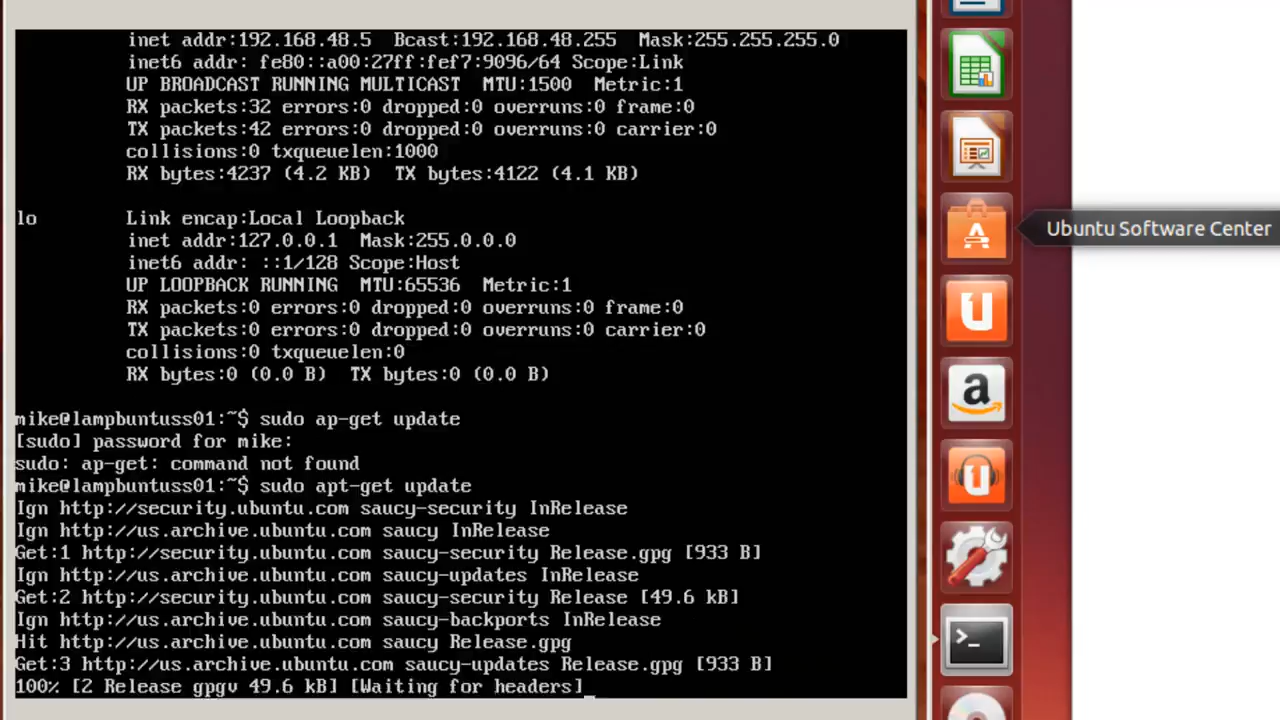 inet addr:192.168.48.5  Bcast:192.168.48.255  Mask:255.255.255.0
inet6 addr: fe80::a00:27ff:fef7:9096/64 Scope:Link
UP BROADCAST RUNNING MULTICAST  MTU:1500  Metric:1
RX packets:32 errors:0 dropped:0 overruns:0 frame:0
TX packets:42 errors:0 dropped:0 overruns:0 carrier:0
collisions:0 txqueuelen:1000
RX bytes:4237 (4.2 KB)  TX bytes:4122 (4.1 KB)
lo        Link encap:Local Loopback
inet addr:127.0.0.1  Mask:255.0.0.0
inet6 addr: ::1/128 Scope:Host
UP LOOPBACK RUNNING  MTU:65536  Metric:1
RX packets:0 errors:0 dropped:0 overruns:0 frame:0
TX packets:0 errors:0 dropped:0 overruns:0 carrier:0
collisions:0 txqueuelen:0
RX bytes:0 (0.0 B)  TX bytes:0 (0.0 B)
mike@lampbuntuss01:~$ sudo ap-get update
[sudo] password for mike:
sudo: ap-get: command not found
mike@lampbuntuss01:~$ sudo apt-get update
Ign http://security.ubuntu.com saucy-security InRelease
Ign http://us.archive.ubuntu.com saucy InRelease
Get:1 http://security.ubuntu.com saucy-security Release.gpg [933 B]
Ign http://us.archive.ubuntu.com saucy-updates InRelease
Get:2 http://security.ubuntu.com saucy-security Release [49.6 kB]
Ign http://us.archive.ubuntu.com saucy-backports InRelease
Hit http://us.archive.ubuntu.com saucy Release.gpg
Get:3 http://us.archive.ubuntu.com saucy-updates Release.gpg [933 B]
100% [2 Release gpgv 49.6 kB] [Waiting for headers]
Ubuntu Software Center